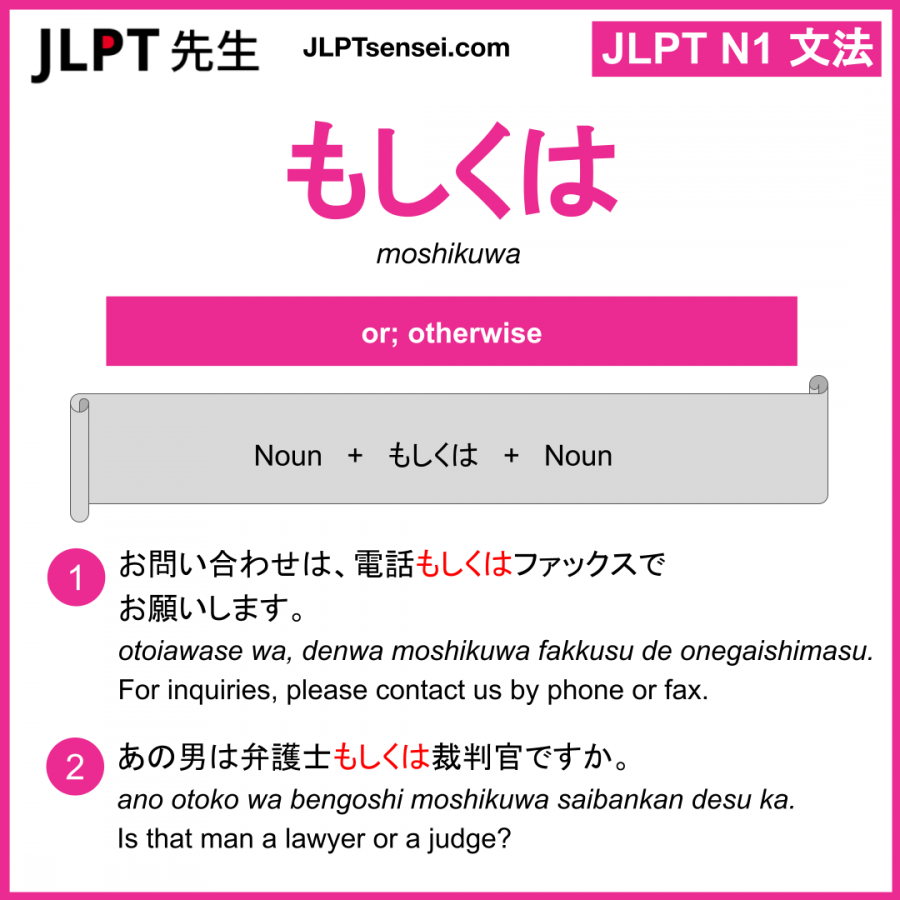 JLPT 先生
JLPTsensei.com
JLPT N1 文法
もしくは
moshikuwa
or; otherwise
Noun + もしくは + Noun
1
お問い合わせは、電話もしくはファックスで
お願いします。
otoiawase wa, denwa moshikuwa fakkusu de onegaishimasu.
For inquiries, please contact us by phone or fax.
2
あの男は弁護士もしくは裁判官ですか。
ano otoko wa bengoshi moshikuwa saibankan desu ka.
Is that man a lawyer or a judge?